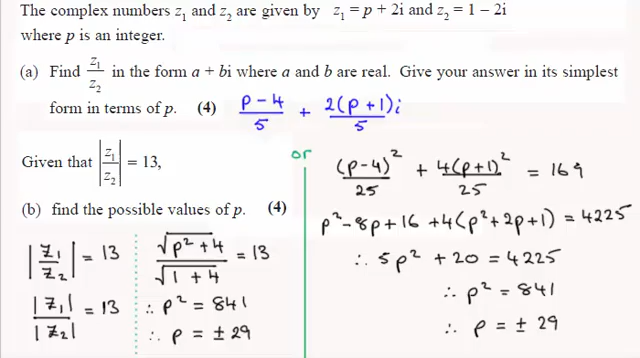 The complex numbers z₁ and z₂ are given by z₁ = p + 2i and z₂ = 1 – 2i
where p is an integer.
(a) Find z₁/z₂ in the form a + bi where a and b are real. Give your answer in its simplest
form in terms of p. (4) (p – 4)/5 + 2(p + 1)i/5
Given that |z₁/z₂| = 13,
(b) find the possible values of p. (4)
|z₁/z₂| = 13
|z₁|/|z₂| = 13
√(p² + 4)/√(1 + 4) = 13
∴ p² = 841
∴ p = ± 29
or
(p – 4)²/25 + 4(p + 1)²/25 = 169
p² – 8p + 16 + 4(p² + 2p + 1) = 4225
∴ 5p² + 20 = 4225
∴ p² = 841
∴ p = ± 29